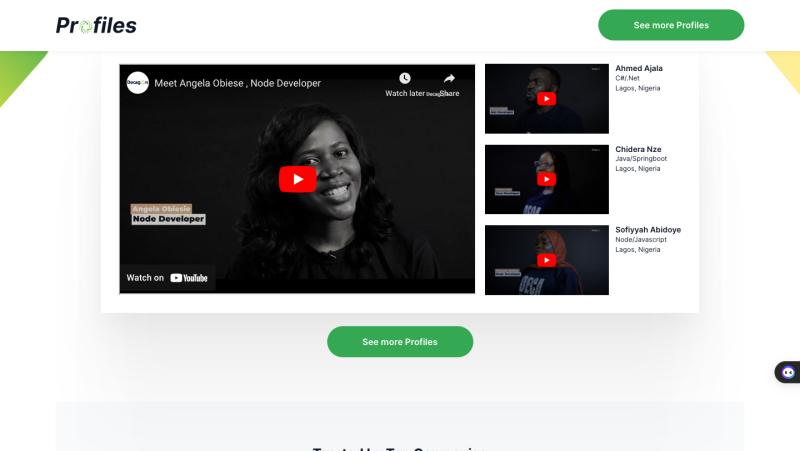 Profiles
See more Profiles
Meet Angela Obiese , Node Developer
Watch later
Share
Angela Obiesie
Node Developer
Watch on YouTube
Ahmed Ajala
C#/.Net
Lagos, Nigeria
Chidera Nze
Java/Springboot
Lagos, Nigeria
Sofiyyah Abidoye
Node/Javascript
Lagos, Nigeria
See more Profiles